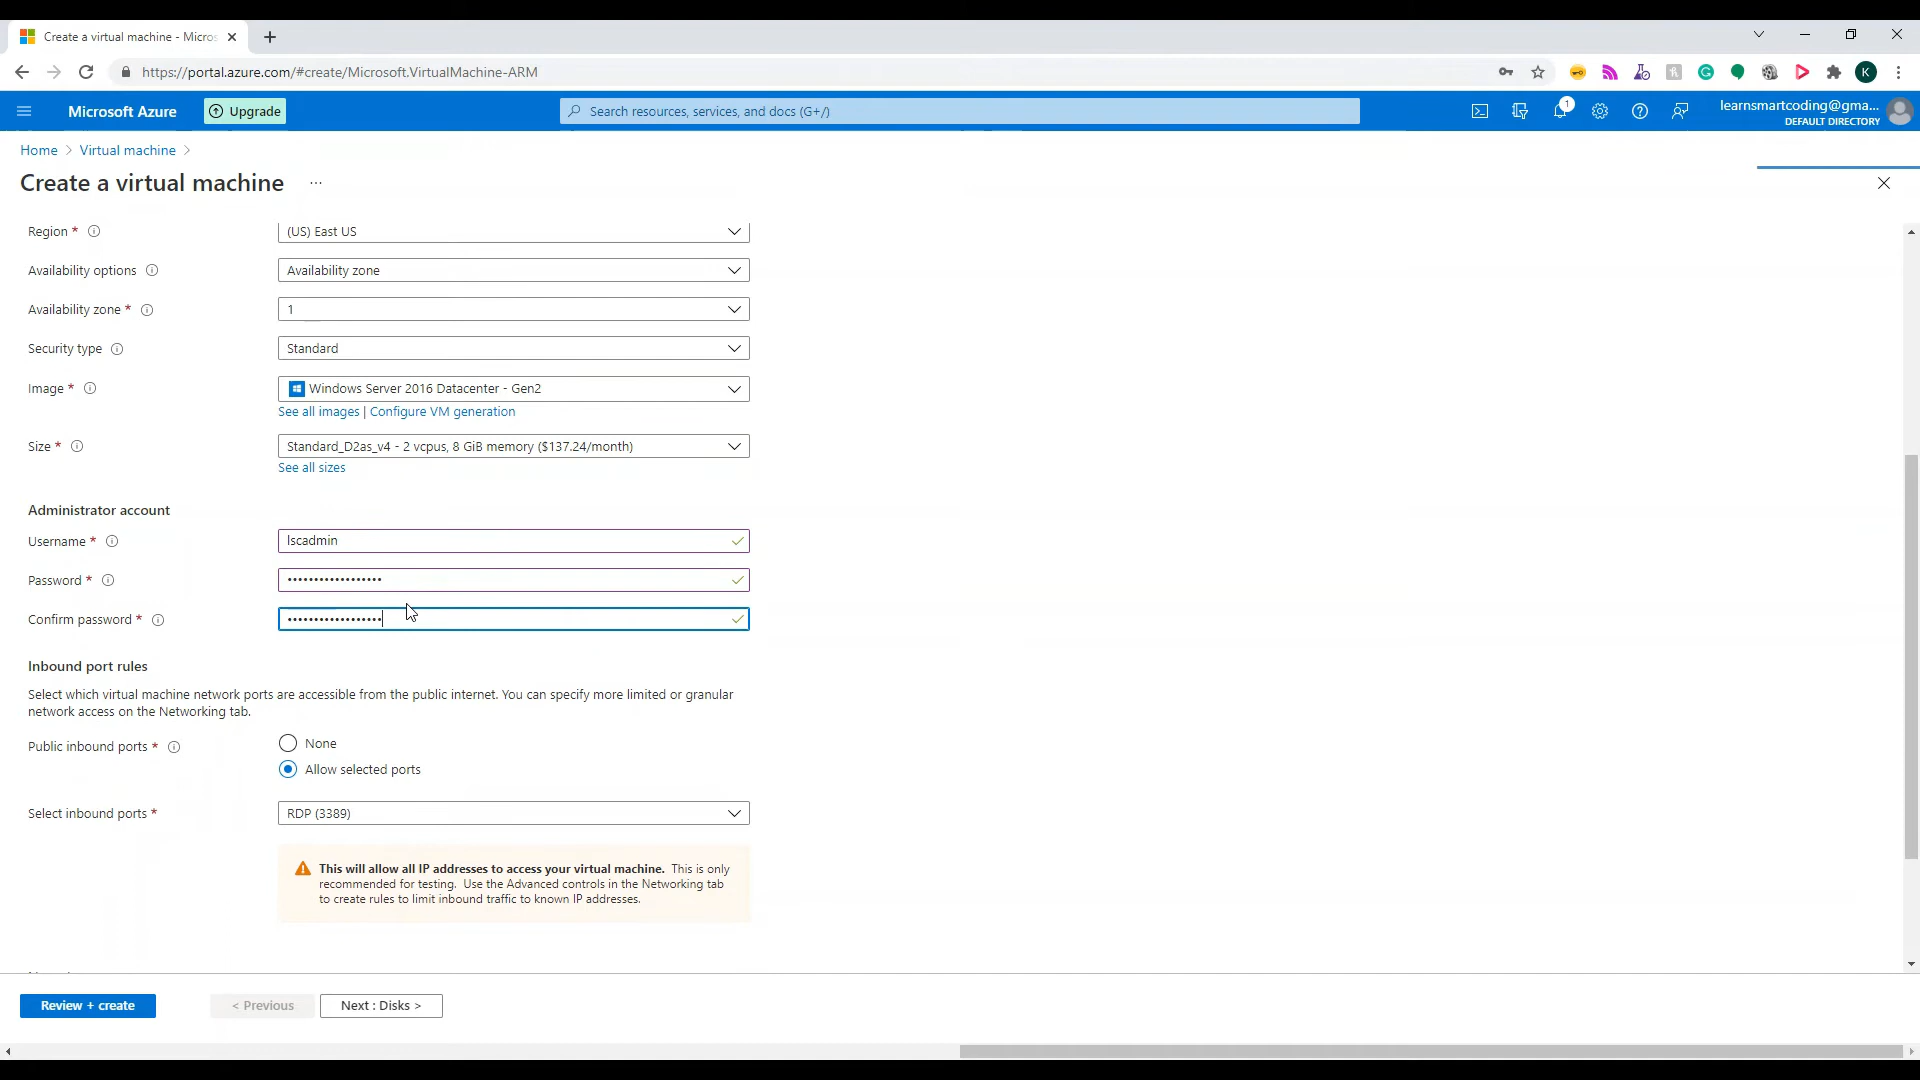 Create a virtual machine - Micros
https://portal.azure.com/#create/Microsoft.VirtualMachine-ARM
K
Microsoft Azure
Upgrade
Search resources, services, and docs (G+/)
1
learnsmartcoding@gma...
DEFAULT DIRECTORY
Home > Virtual machine >
Create a virtual machine ...
Region * (US) East US
Availability options Availability zone
Availability zone * 1
Security type Standard
Image * Windows Server 2016 Datacenter - Gen2
See all images | Configure VM generation
Size * Standard_D2as_v4 - 2 vcpus, 8 GiB memory ($137.24/month)
See all sizes
Administrator account
Username * lscadmin
Password * ••••••••••••••••••
Confirm password * ••••••••••••••••••
Inbound port rules
Select which virtual machine network ports are accessible from the public internet. You can specify more limited or granular
network access on the Networking tab.
Public inbound ports * None
Allow selected ports
Select inbound ports * RDP (3389)
This will allow all IP addresses to access your virtual machine. This is only
recommended for testing. Use the Advanced controls in the Networking tab
to create rules to limit inbound traffic to known IP addresses.
Review + create
< Previous
Next : Disks >